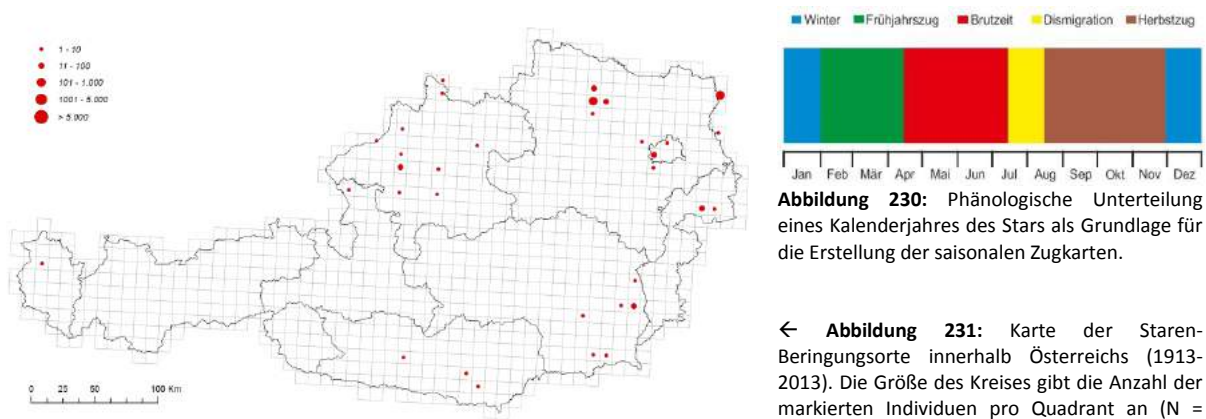 1 - 10
11 - 100
101 - 1.000
1001 - 5.000
> 5.000
0 25 50 100 Km
Winter Frühjahrszug Brutzeit Dismigration Herbstzug
Jan Feb Mär Apr Mai Jun Jul Aug Sep Okt Nov Dez
Abbildung 230: Phänologische Unterteilung
eines Kalenderjahres des Stars als Grundlage für
die Erstellung der saisonalen Zugkarten.
← Abbildung 231: Karte der Staren-
Beringungsorte innerhalb Österreichs (1913-
2013). Die Größe des Kreises gibt die Anzahl der
markierten Individuen pro Quadrant an (N =